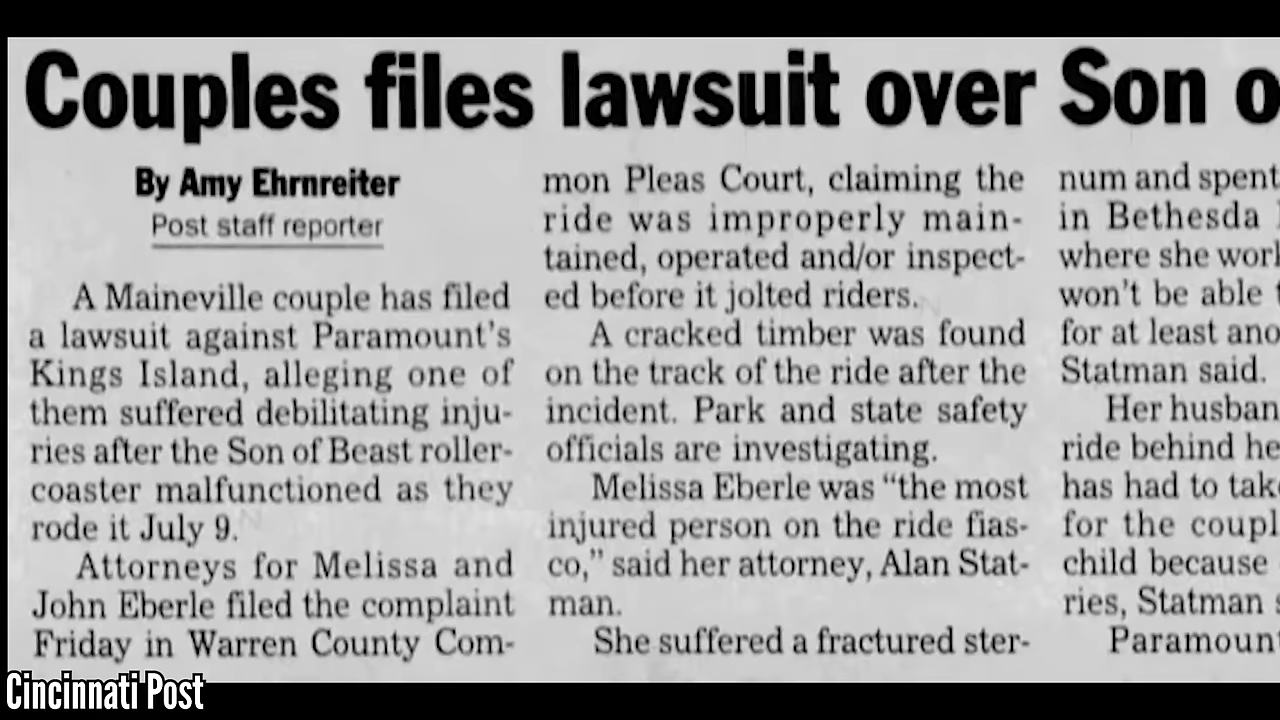 Couples files lawsuit over Son o
By Amy Ehrnreiter
Post staff reporter
A Maineville couple has filed
a lawsuit against Paramount's
Kings Island, alleging one of
them suffered debilitating inju-
ries after the Son of Beast roller-
coaster malfunctioned as they
rode it July 9.
Attorneys for Melissa and
John Eberle filed the complaint
Friday in Warren County Com-
mon Pleas Court, claiming the
ride was improperly main-
tained, operated and/or inspect-
ed before it jolted riders.
A cracked timber was found
on the track of the ride after the
incident. Park and state safety
officials are investigating.
Melissa Eberle was “the most
injured person on the ride fias-
co,” said her attorney, Alan Stat-
man.
She suffered a fractured ster-
num and spent
in Bethesda
where she wor
won't be able
for at least ano
Statman said.
Her husban
ride behind he
has had to tak
for the coupl
child because
ries, Statman
Paramoun
Cincinnati Post